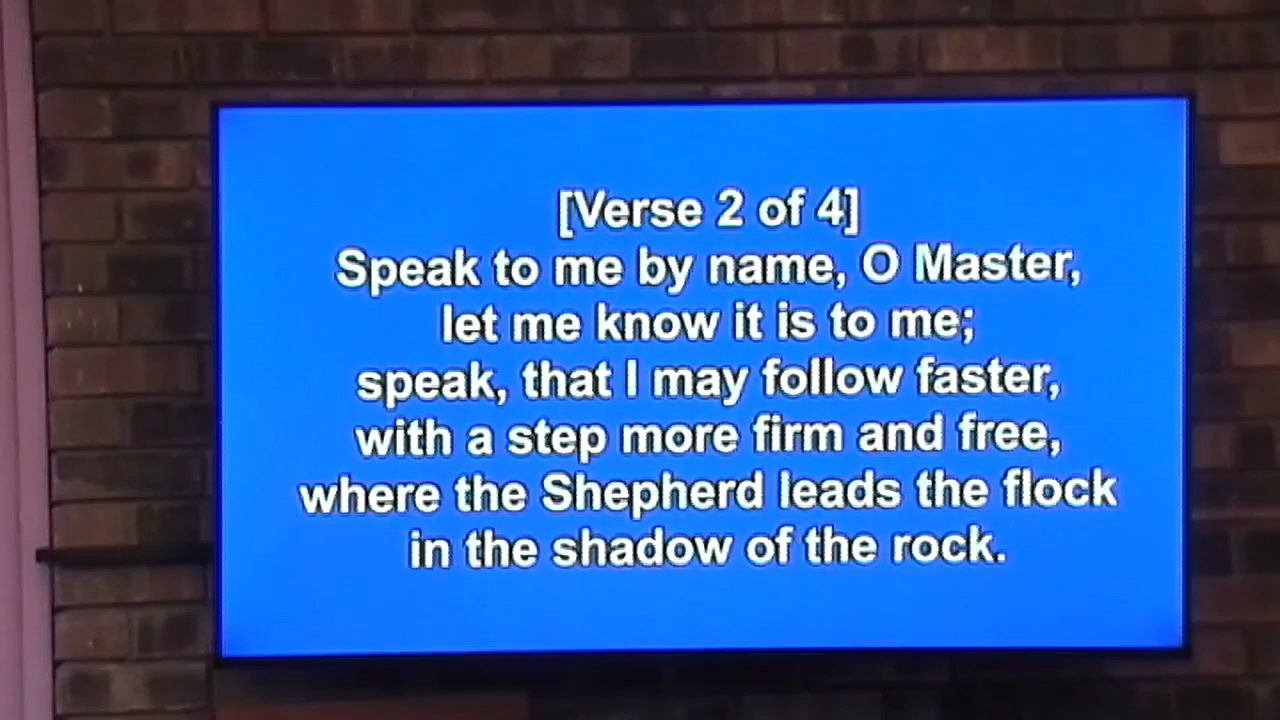 [Verse 2 of 4]
Speak to me by name, O Master,
let me know it is to me;
speak, that I may follow faster,
with a step more firm and free,
where the Shepherd leads the flock
in the shadow of the rock.